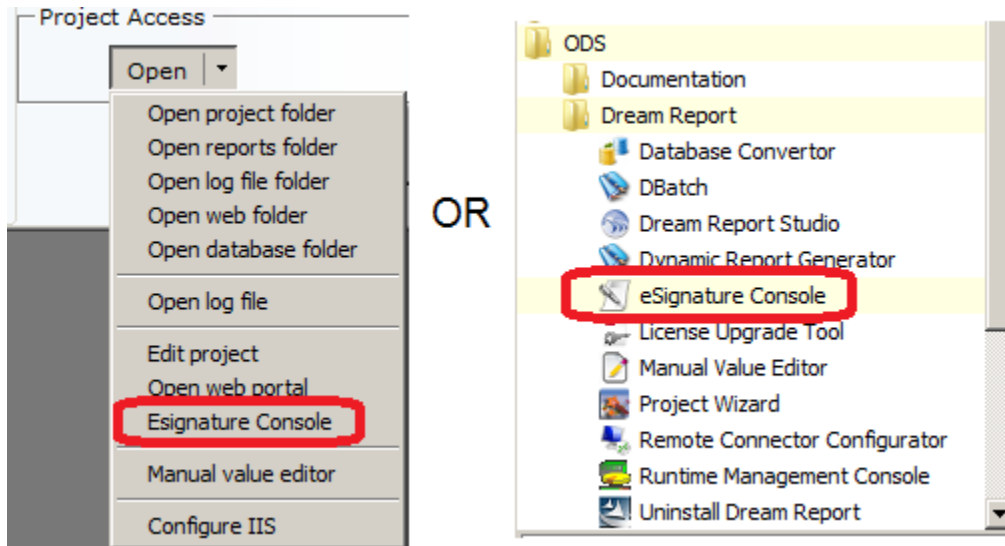 Project Access
Open
Open project folder
Open reports folder
Open log file folder
Open web folder
Open database folder
Open log file
Edit project
Open web portal
Esignature Console
Manual value editor
Configure IIS
OR
ODS
Documentation
Dream Report
Database Convertor
DBatch
Dream Report Studio
Dynamic Report Generator
eSignature Console
License Upgrade Tool
Manual Value Editor
Project Wizard
Remote Connector Configurator
Runtime Management Console
Uninstall Dream Report